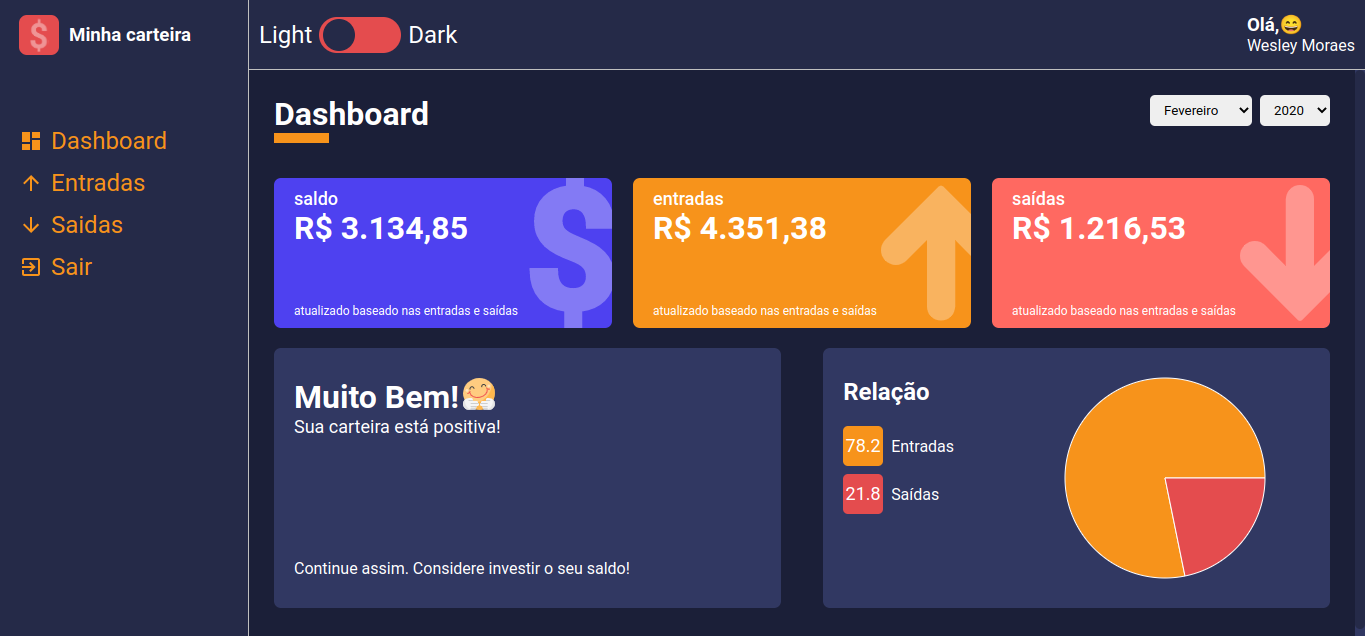 $ Minha carteira
Light Dark
Olá,😄
Wesley Moraes
Dashboard
Entradas
Saidas
Sair
Dashboard
Fevereiro
2020
saldo
R$ 3.134,85
atualizado baseado nas entradas e saídas
$
entradas
R$ 4.351,38
atualizado baseado nas entradas e saídas
saídas
R$ 1.216,53
atualizado baseado nas entradas e saídas
Muito Bem!🤗
Sua carteira está positiva!
Continue assim. Considere investir o seu saldo!
Relação
78.2 Entradas
21.8 Saídas